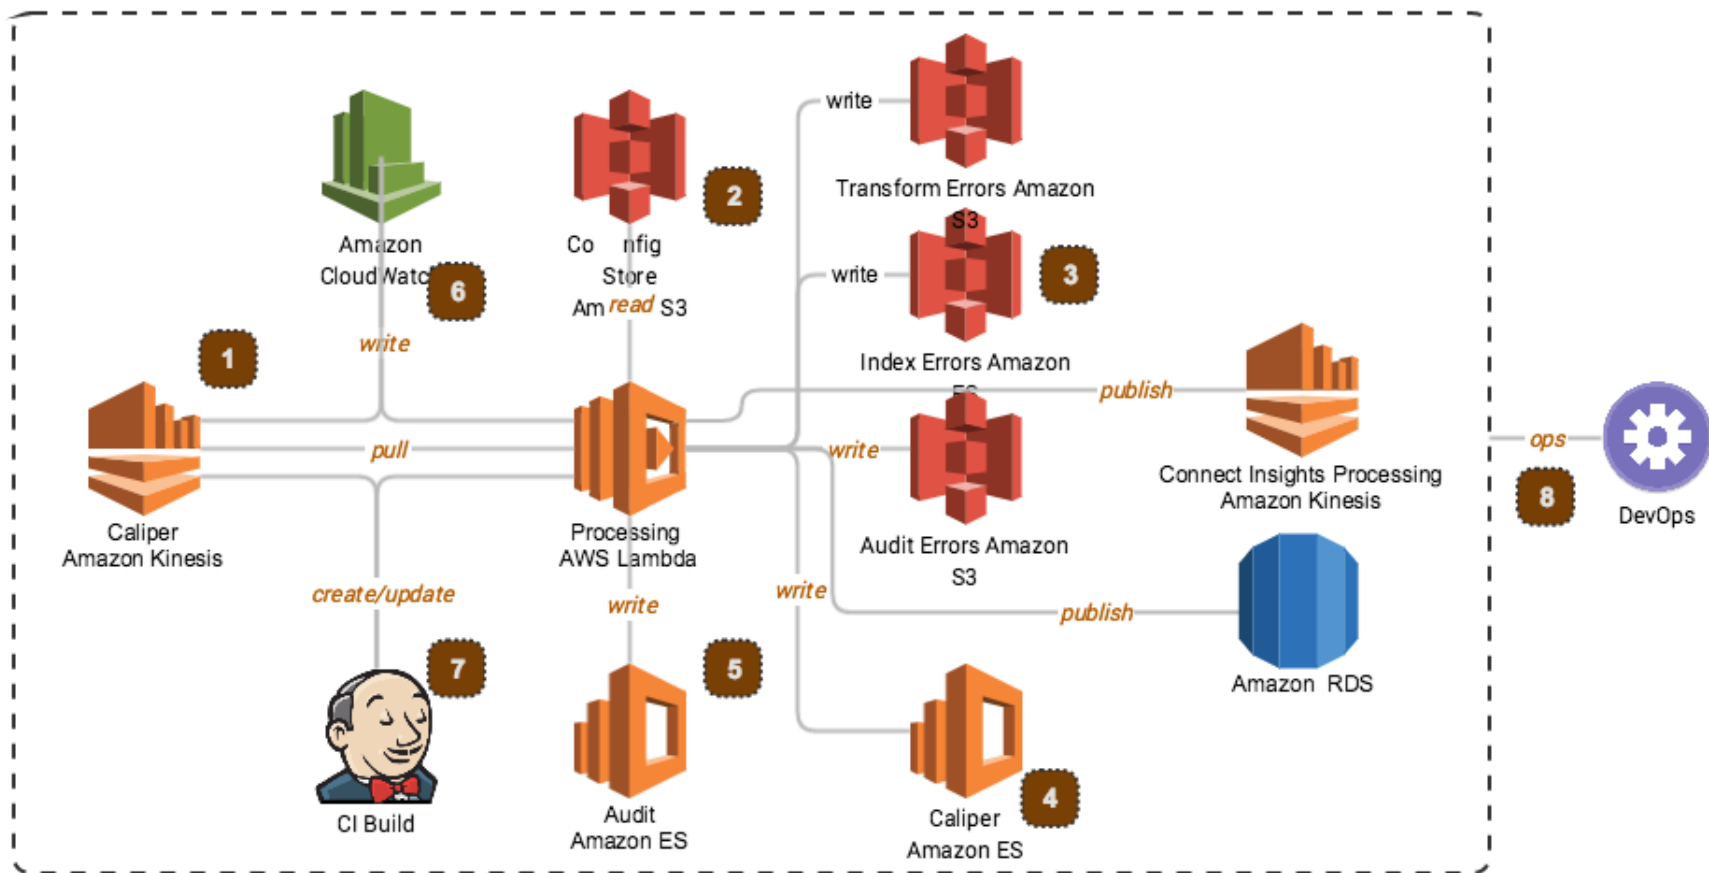 write
Transform Errors Amazon
S3
2
Amazon
CloudWatc
6
Co nfig
Store
Am read S3
write
3
Index Errors Amazon
ES
1
write
publish
pull
write
ops
8
DevOps
Caliper
Amazon Kinesis
Processing
AWS Lambda
Audit Errors Amazon
S3
Connect Insights Processing
Amazon Kinesis
create/update
write
write
publish
7
5
Amazon RDS
4
CI Build
Audit
Amazon ES
Caliper
Amazon ES